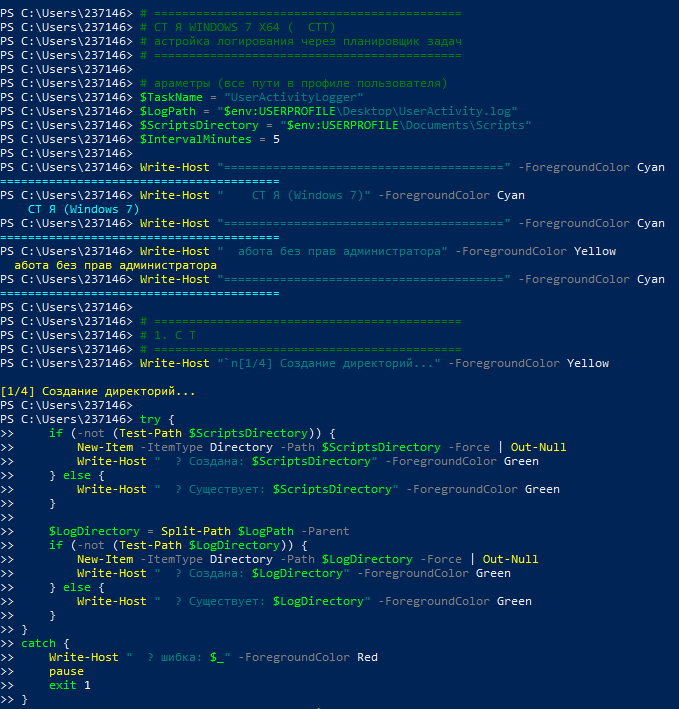 PS C:\Users\237146> # ============================================
PS C:\Users\237146> # СТ Я WINDOWS 7 X64 (  СТТ)
PS C:\Users\237146> # астройка логирования через планировщик задач
PS C:\Users\237146> # ============================================
PS C:\Users\237146>
PS C:\Users\237146> # араметры (все пути в профиле пользователя)
PS C:\Users\237146> $TaskName = "UserActivityLogger"
PS C:\Users\237146> $LogPath = "$env:USERPROFILE\Desktop\UserActivity.log"
PS C:\Users\237146> $ScriptsDirectory = "$env:USERPROFILE\Documents\Scripts"
PS C:\Users\237146> $IntervalMinutes = 5
PS C:\Users\237146>
PS C:\Users\237146> Write-Host "========================================" -ForegroundColor Cyan
========================================
PS C:\Users\237146> Write-Host "    СТ Я (Windows 7)" -ForegroundColor Cyan
    СТ Я (Windows 7)
PS C:\Users\237146> Write-Host "========================================" -ForegroundColor Cyan
========================================
PS C:\Users\237146> Write-Host "  абота без прав администратора" -ForegroundColor Yellow
  абота без прав администратора
PS C:\Users\237146> Write-Host "========================================" -ForegroundColor Cyan
========================================
PS C:\Users\237146>
PS C:\Users\237146> # ============================================
PS C:\Users\237146> # 1. С Т
PS C:\Users\237146> # ============================================
PS C:\Users\237146> Write-Host "`n[1/4] Создание директорий..." -ForegroundColor Yellow

[1/4] Создание директорий...
PS C:\Users\237146>
PS C:\Users\237146> try {
>>     if (-not (Test-Path $ScriptsDirectory)) {
>>         New-Item -ItemType Directory -Path $ScriptsDirectory -Force | Out-Null
>>         Write-Host "  ? Создана: $ScriptsDirectory" -ForegroundColor Green
>>     } else {
>>         Write-Host "  ? Существует: $ScriptsDirectory" -ForegroundColor Green
>>     }
>>
>>     $LogDirectory = Split-Path $LogPath -Parent
>>     if (-not (Test-Path $LogDirectory)) {
>>         New-Item -ItemType Directory -Path $LogDirectory -Force | Out-Null
>>         Write-Host "  ? Создана: $LogDirectory" -ForegroundColor Green
>>     } else {
>>         Write-Host "  ? Существует: $LogDirectory" -ForegroundColor Green
>>     }
>> }
>> catch {
>>     Write-Host "  ? шибка: $_" -ForegroundColor Red
>>     pause
>>     exit 1
>> }